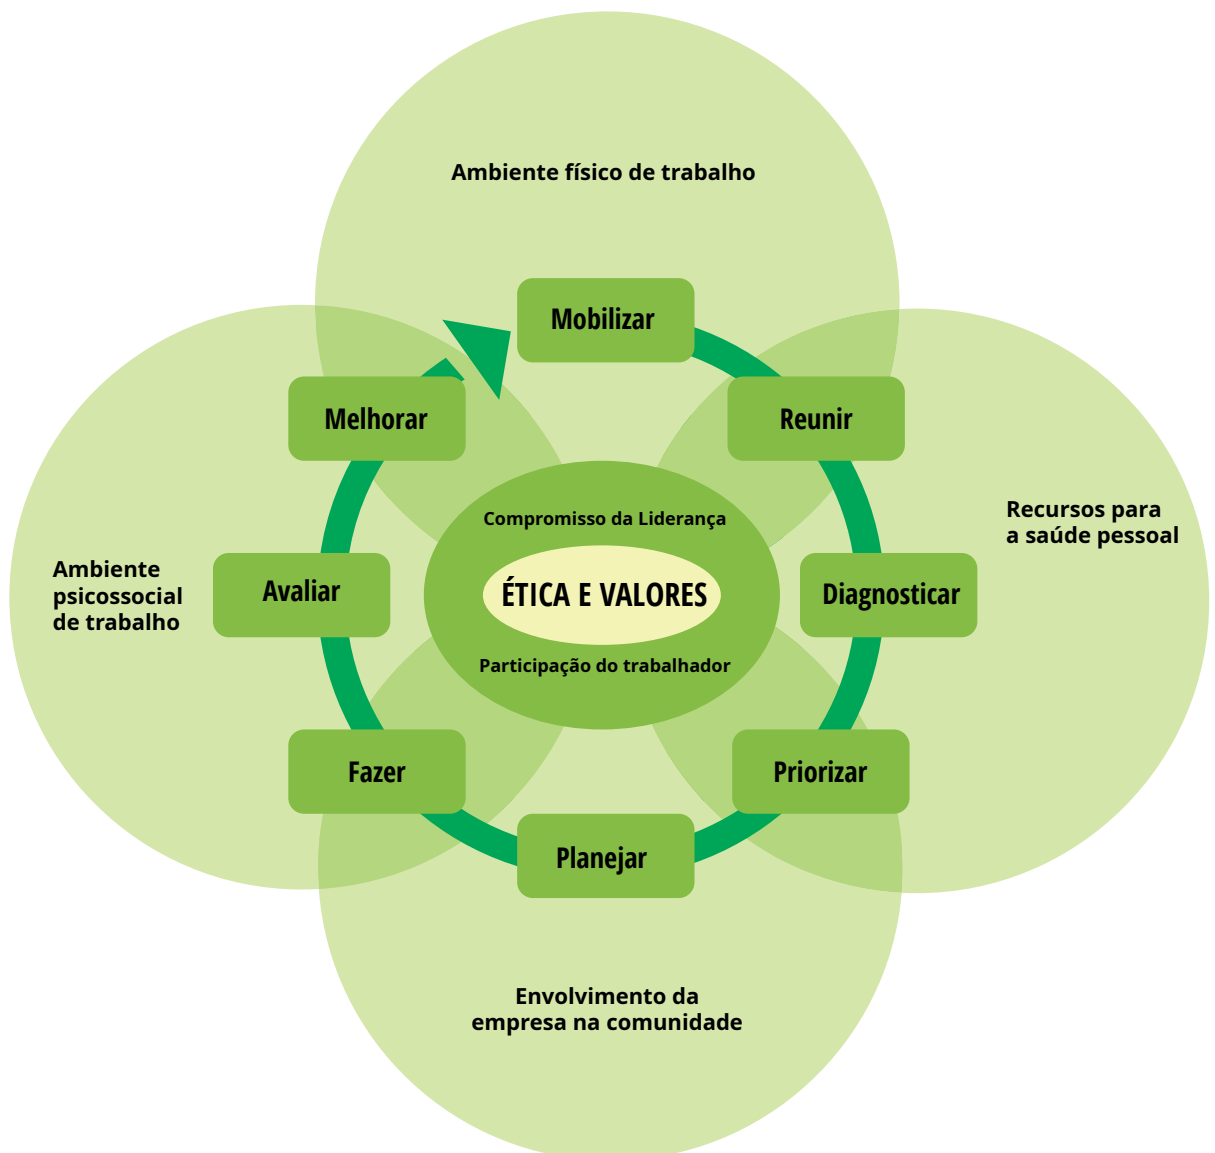 Ambiente físico de trabalho
Mobilizar
Melhorar
Reunir
Recursos para
a saúde pessoal
Compromisso da Liderança
Ambiente
psicossocial
de trabalho
Avaliar
ÉTICA E VALORES
Diagnosticar
Participação do trabalhador
Fazer
Priorizar
Planejar
Envolvimento da
empresa na comunidade